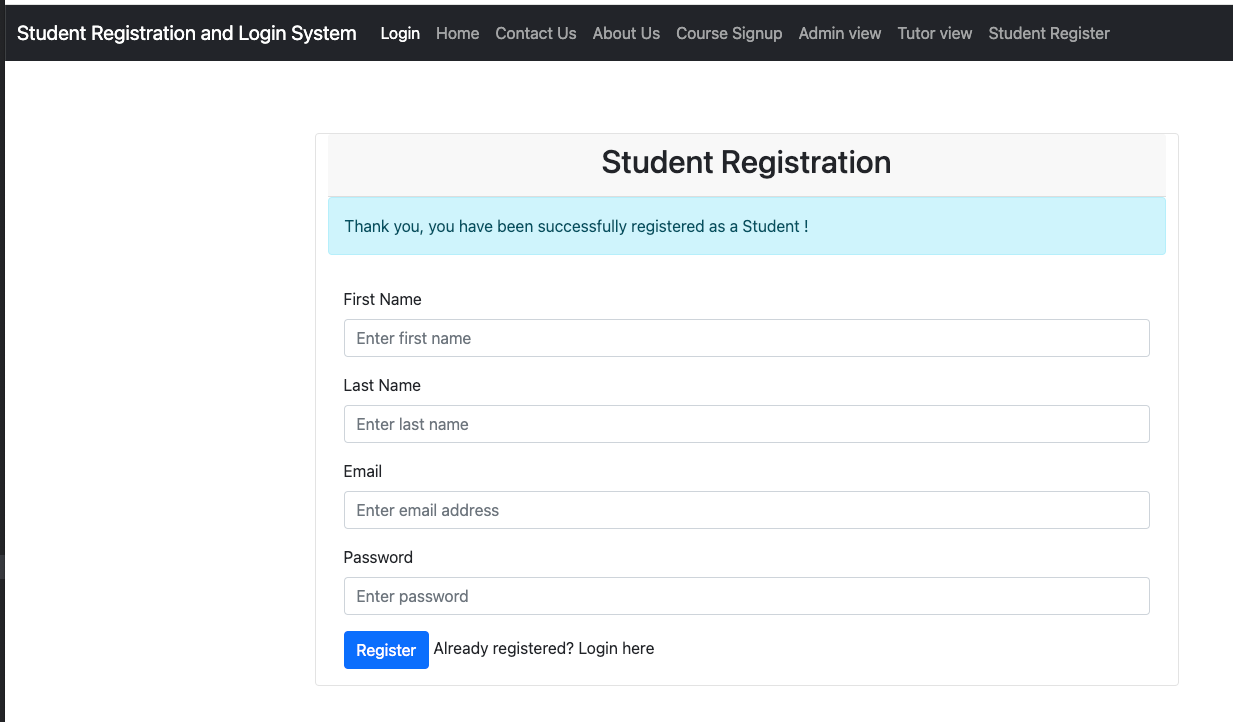 Student Registration and Login System Login Home Contact Us About Us Course Signup Admin view Tutor view Student Register
Student Registration
Thank you, you have been successfully registered as a Student !
First Name
Enter first name
Last Name
Enter last name
Email
Enter email address
Password
Enter password
Register Already registered? Login here